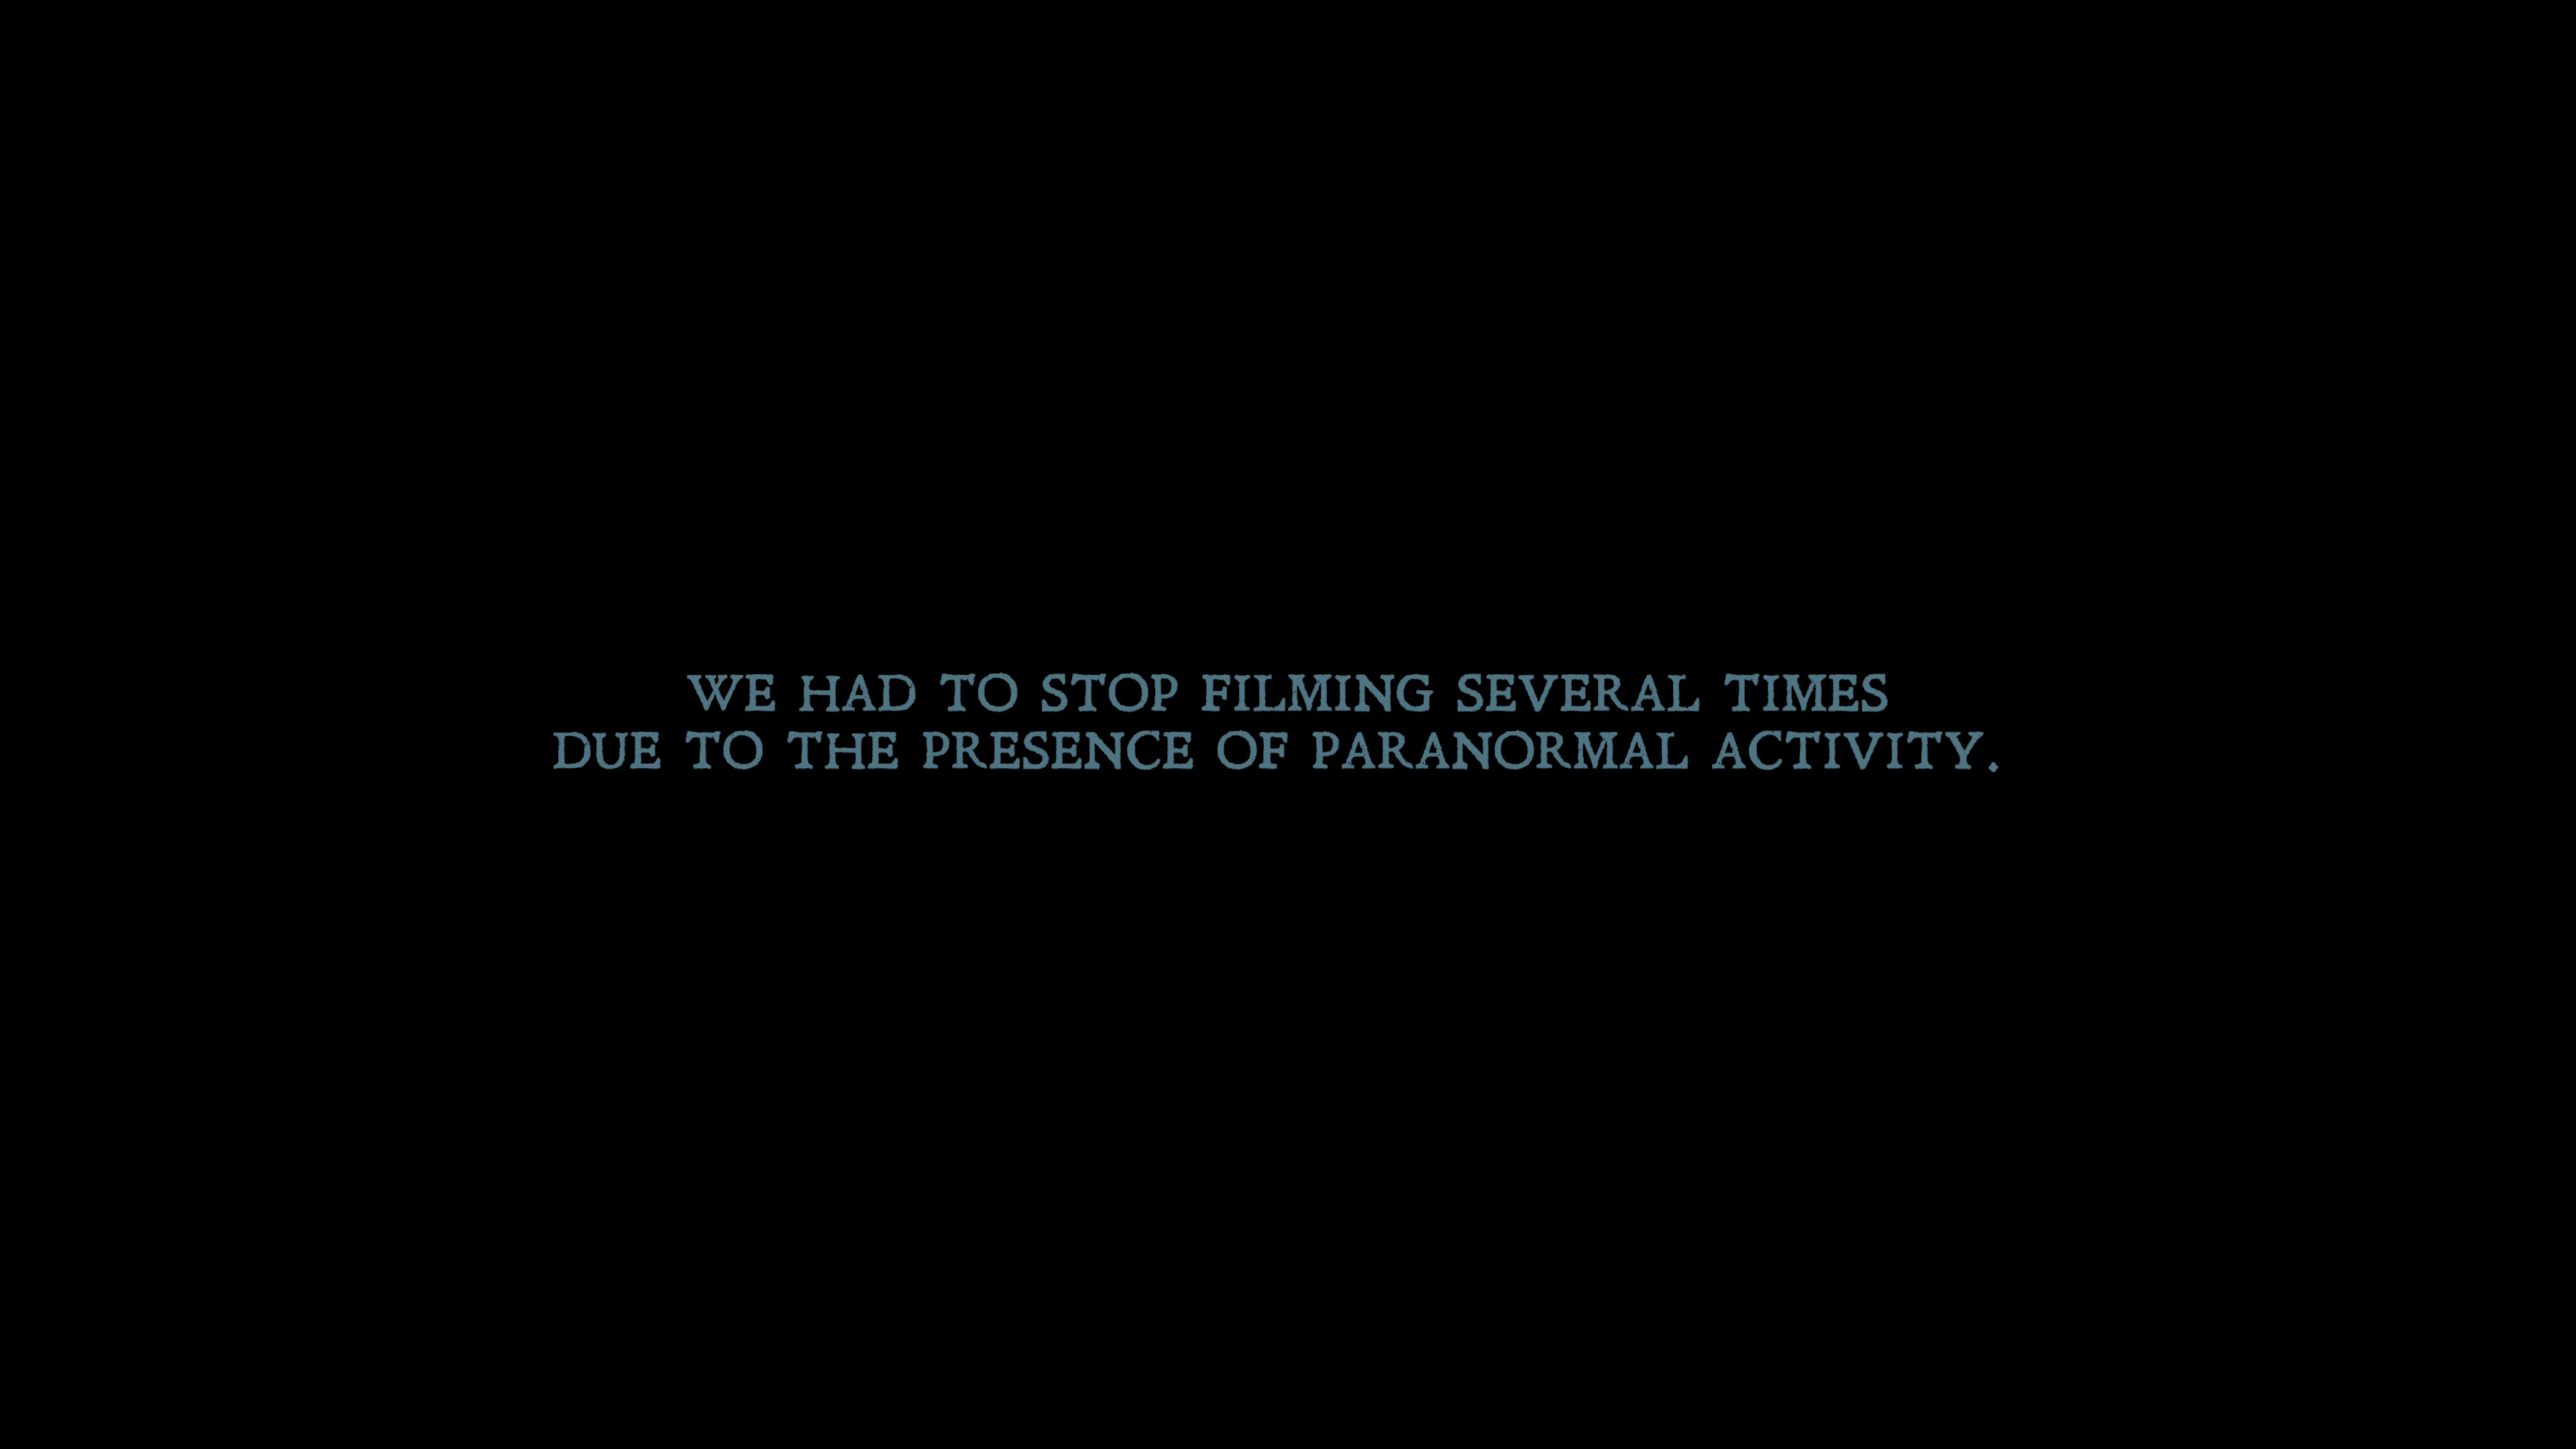 WE HAD TO STOP FILMING SEVERAL TIMES
DUE TO THE PRESENCE OF PARANORMAL ACTIVITY.